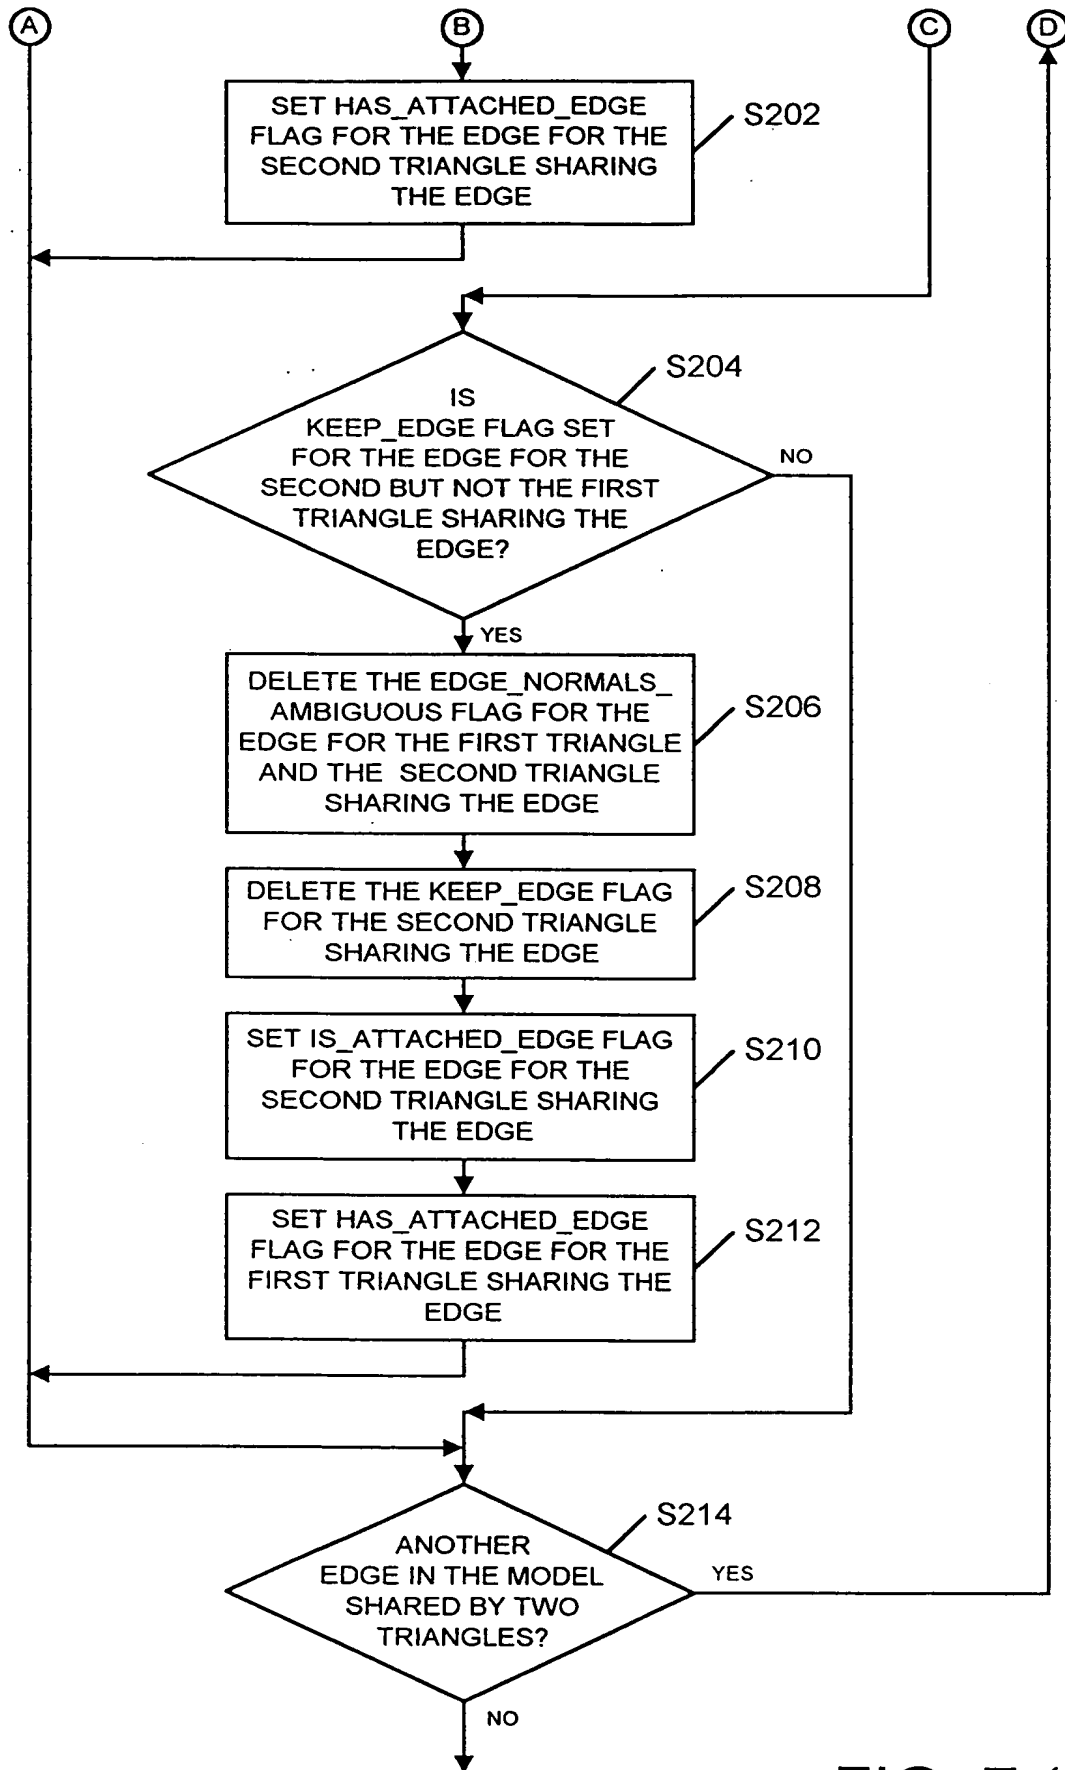 A
B
C
D
SET HAS_ATTACHED_EDGE
FLAG FOR THE EDGE FOR THE
SECOND TRIANGLE SHARING
THE EDGE
S202
IS
KEEP_EDGE FLAG SET
FOR THE EDGE FOR THE
SECOND BUT NOT THE FIRST
TRIANGLE SHARING THE
EDGE?
S204
NO
YES
DELETE THE EDGE_NORMALS_
AMBIGUOUS FLAG FOR THE
EDGE FOR THE FIRST TRIANGLE
AND THE SECOND TRIANGLE
SHARING THE EDGE
S206
DELETE THE KEEP_EDGE FLAG
FOR THE SECOND TRIANGLE
SHARING THE EDGE
S208
SET IS_ATTACHED_EDGE FLAG
FOR THE EDGE FOR THE
SECOND TRIANGLE SHARING
THE EDGE
S210
SET HAS_ATTACHED_EDGE
FLAG FOR THE EDGE FOR THE
FIRST TRIANGLE SHARING THE
EDGE
S212
ANOTHER
EDGE IN THE MODEL
SHARED BY TWO
TRIANGLES?
S214
YES
NO